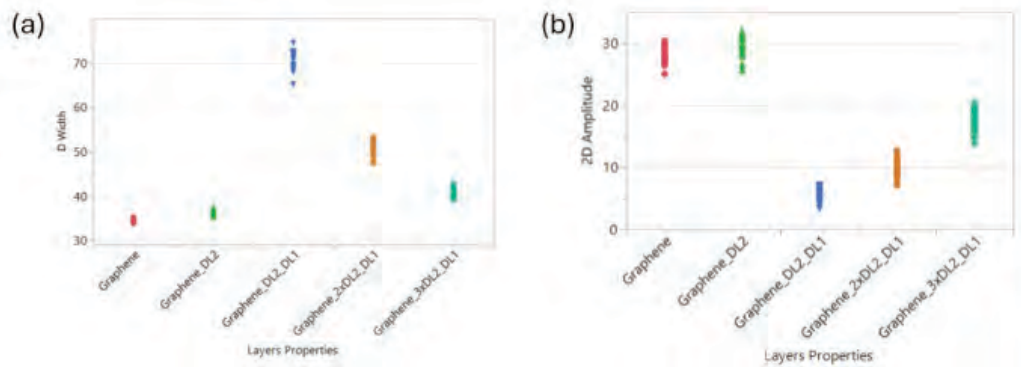 (a)
D Width
70
60
50
40
30
Graphene
Graphene_DL2
Graphene_DL2_DL1
Graphene_2xDL2_DL1
Graphene_3xDL2_DL1
Layers Properties
(b)
2D Amplitude
30
20
10
0
Graphene
Graphene_DL2
Graphene_DL2_DL1
Graphene_2xDL2_DL1
Graphene_3xDL2_DL1
Layers Properties